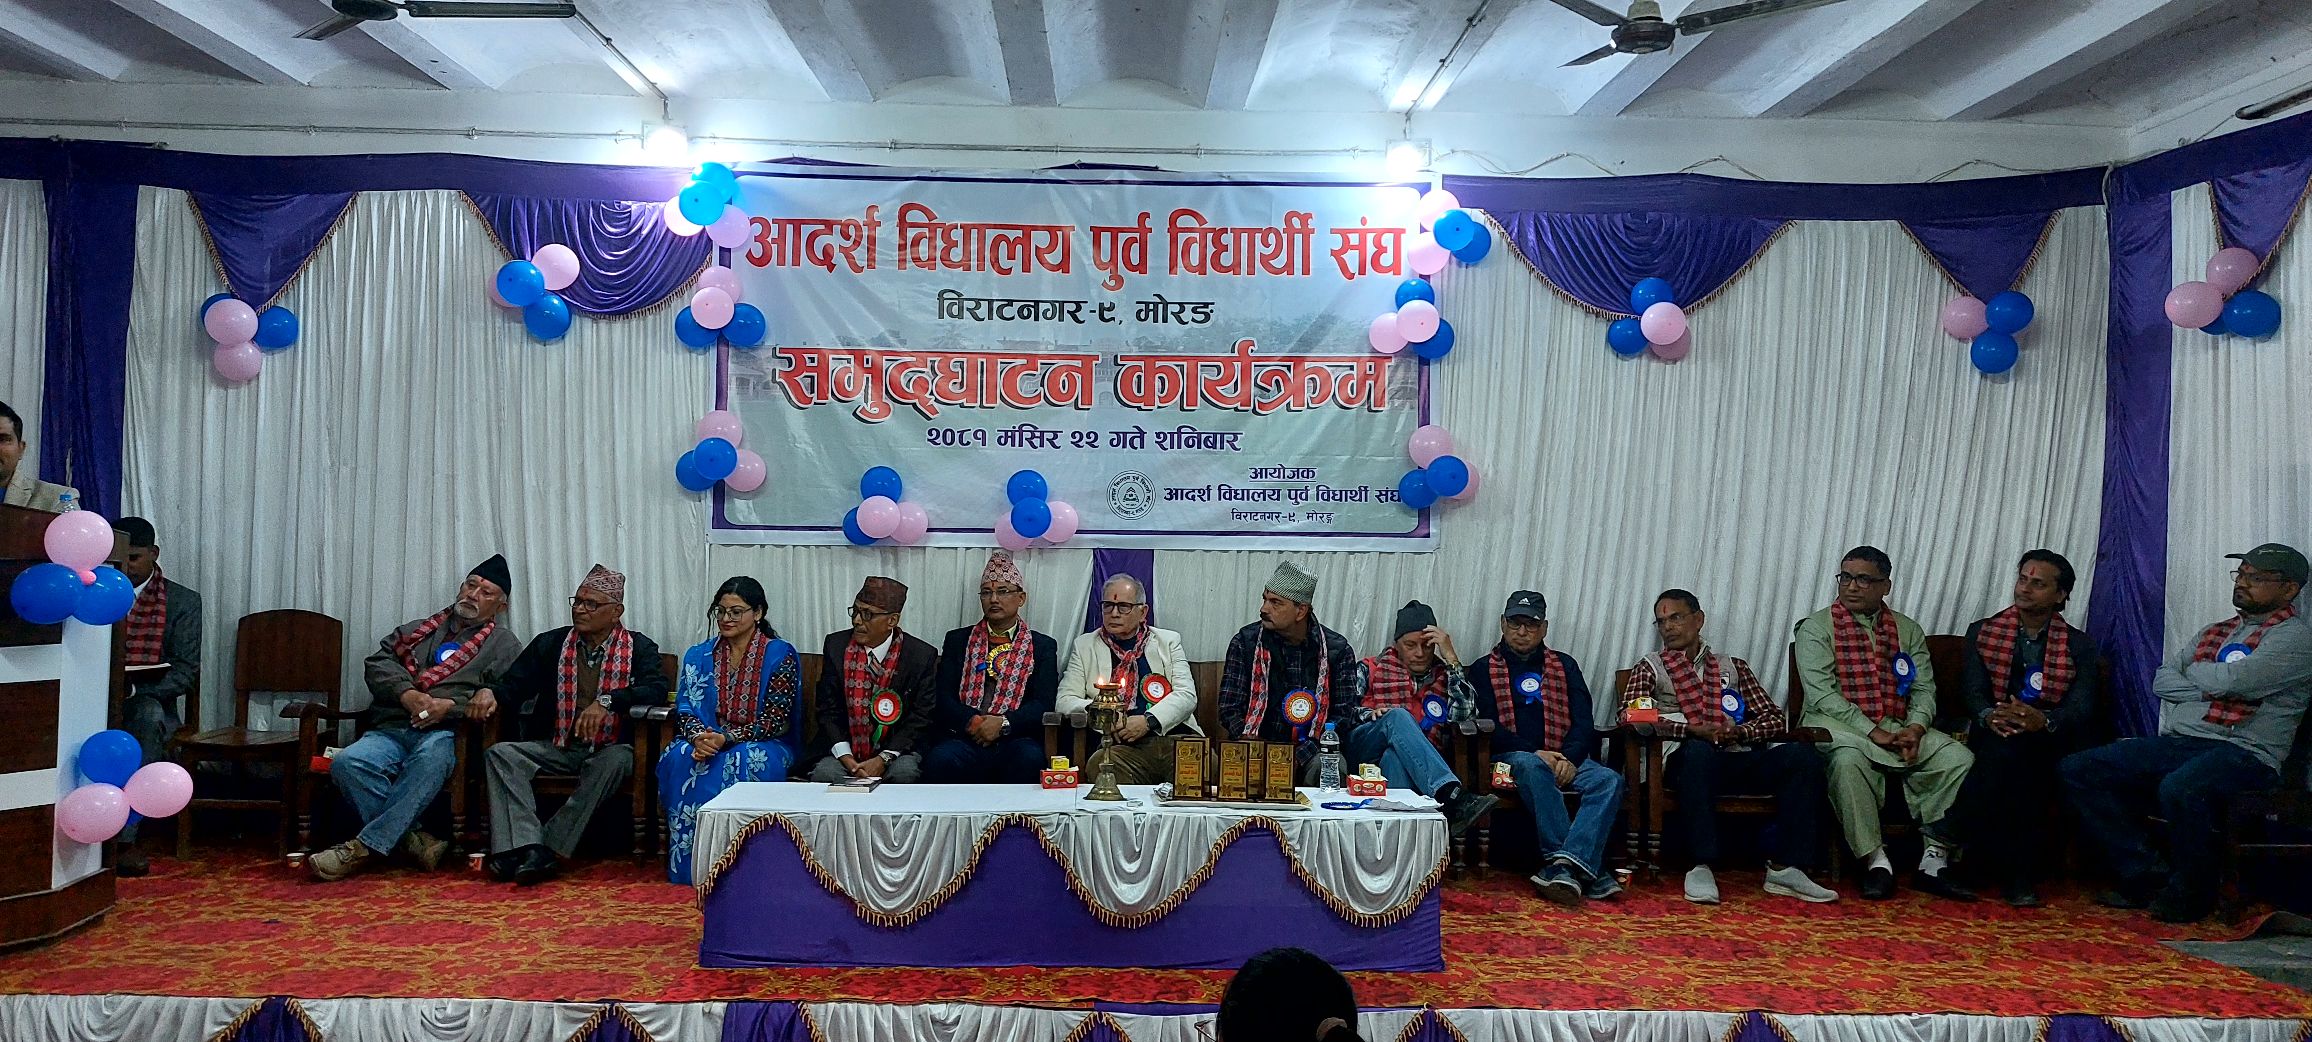 आदर्श विद्यालय पुर्व विद्यार्थी संघ
विराटनगर-९, मोरङ
समुद्घाटन कार्यक्रम
२०८१ मंसिर २२ गते शनिबार
आयोजक
आदर्श विद्यालय पुर्व विद्यार्थी संघ
विराटनगर-९, मोरङ्ग